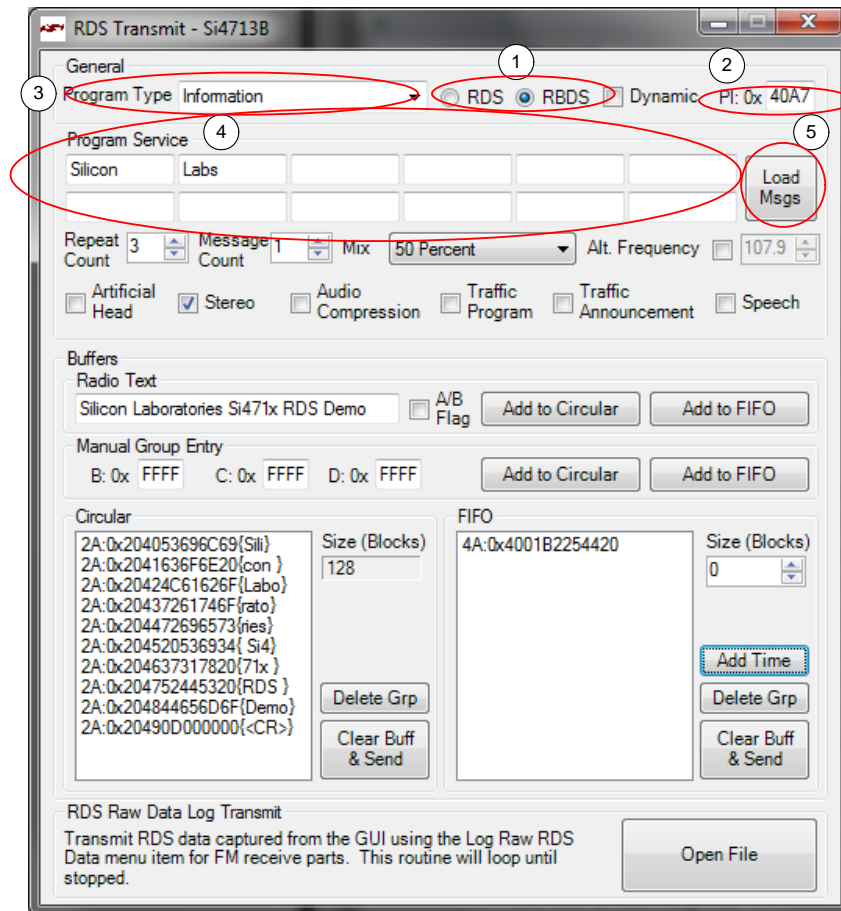 RDS Transmit - Si4713B
General
1
2
3 Program Type Information RDS RBDS Dynamic PI: 0x 40A7
4
5
Program Service
Silicon Labs
Load
Msgs
Repeat
Count 3 Message
Count 1 Mix 50 Percent Alt. Frequency 107.9
Artificial
Head Stereo Audio
Compression Traffic
Program Traffic
Announcement Speech
Buffers
Radio Text
Silicon Laboratories Si471x RDS Demo A/B
Flag Add to Circular Add to FIFO
Manual Group Entry
B: 0x FFFF C: 0x FFFF D: 0x FFFF Add to Circular Add to FIFO
Circular
2A:0x204053696C69{Sili}
2A:0x2041636F6E20{con }
2A:0x20424C61626F{Labo}
2A:0x20437261746F{rato}
2A:0x204472696573{ries}
2A:0x204520536934{ Si4}
2A:0x204637317820{71x }
2A:0x204752445320{RDS }
2A:0x204844656D6F{Demo}
2A:0x20490D000000{<CR>}
Size (Blocks)
128
Delete Grp
Clear Buff
& Send
FIFO
4A:0x4001B2254420
Size (Blocks)
0
Add Time
Delete Grp
Clear Buff
& Send
RDS Raw Data Log Transmit
Transmit RDS data captured from the GUI using the Log Raw RDS
Data menu item for FM receive parts. This routine will loop until
stopped.
Open File